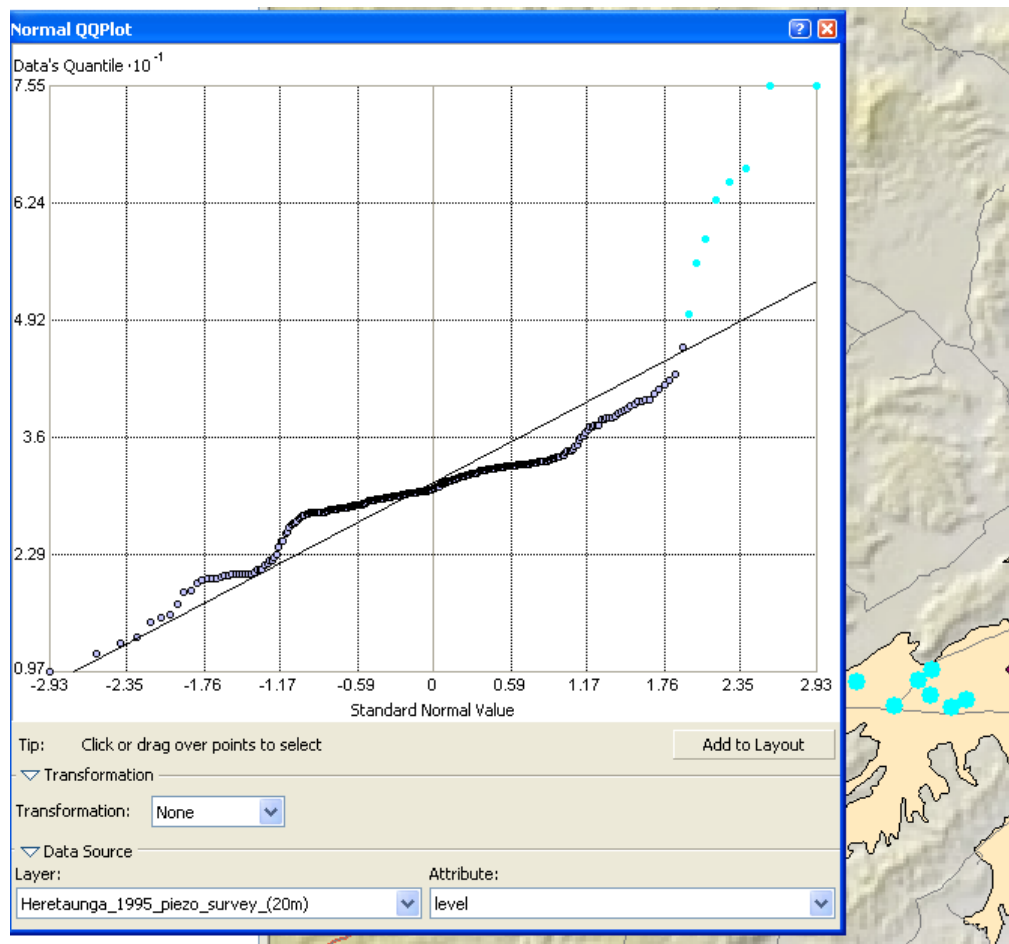 Normal QQPlot
Data's Quantile · 10 -1
7.55
6.24
4.92
3.6
2.29
0.97
-2.93 -2.35 -1.76 -1.17 -0.59 0 0.59 1.17 1.76 2.35 2.93
Standard Normal Value
Tip: Click or drag over points to select Add to Layout
Transformation
Transformation: None
Data Source
Layer: Attribute:
Heretaunga_1995_piezo_survey_(20m) level